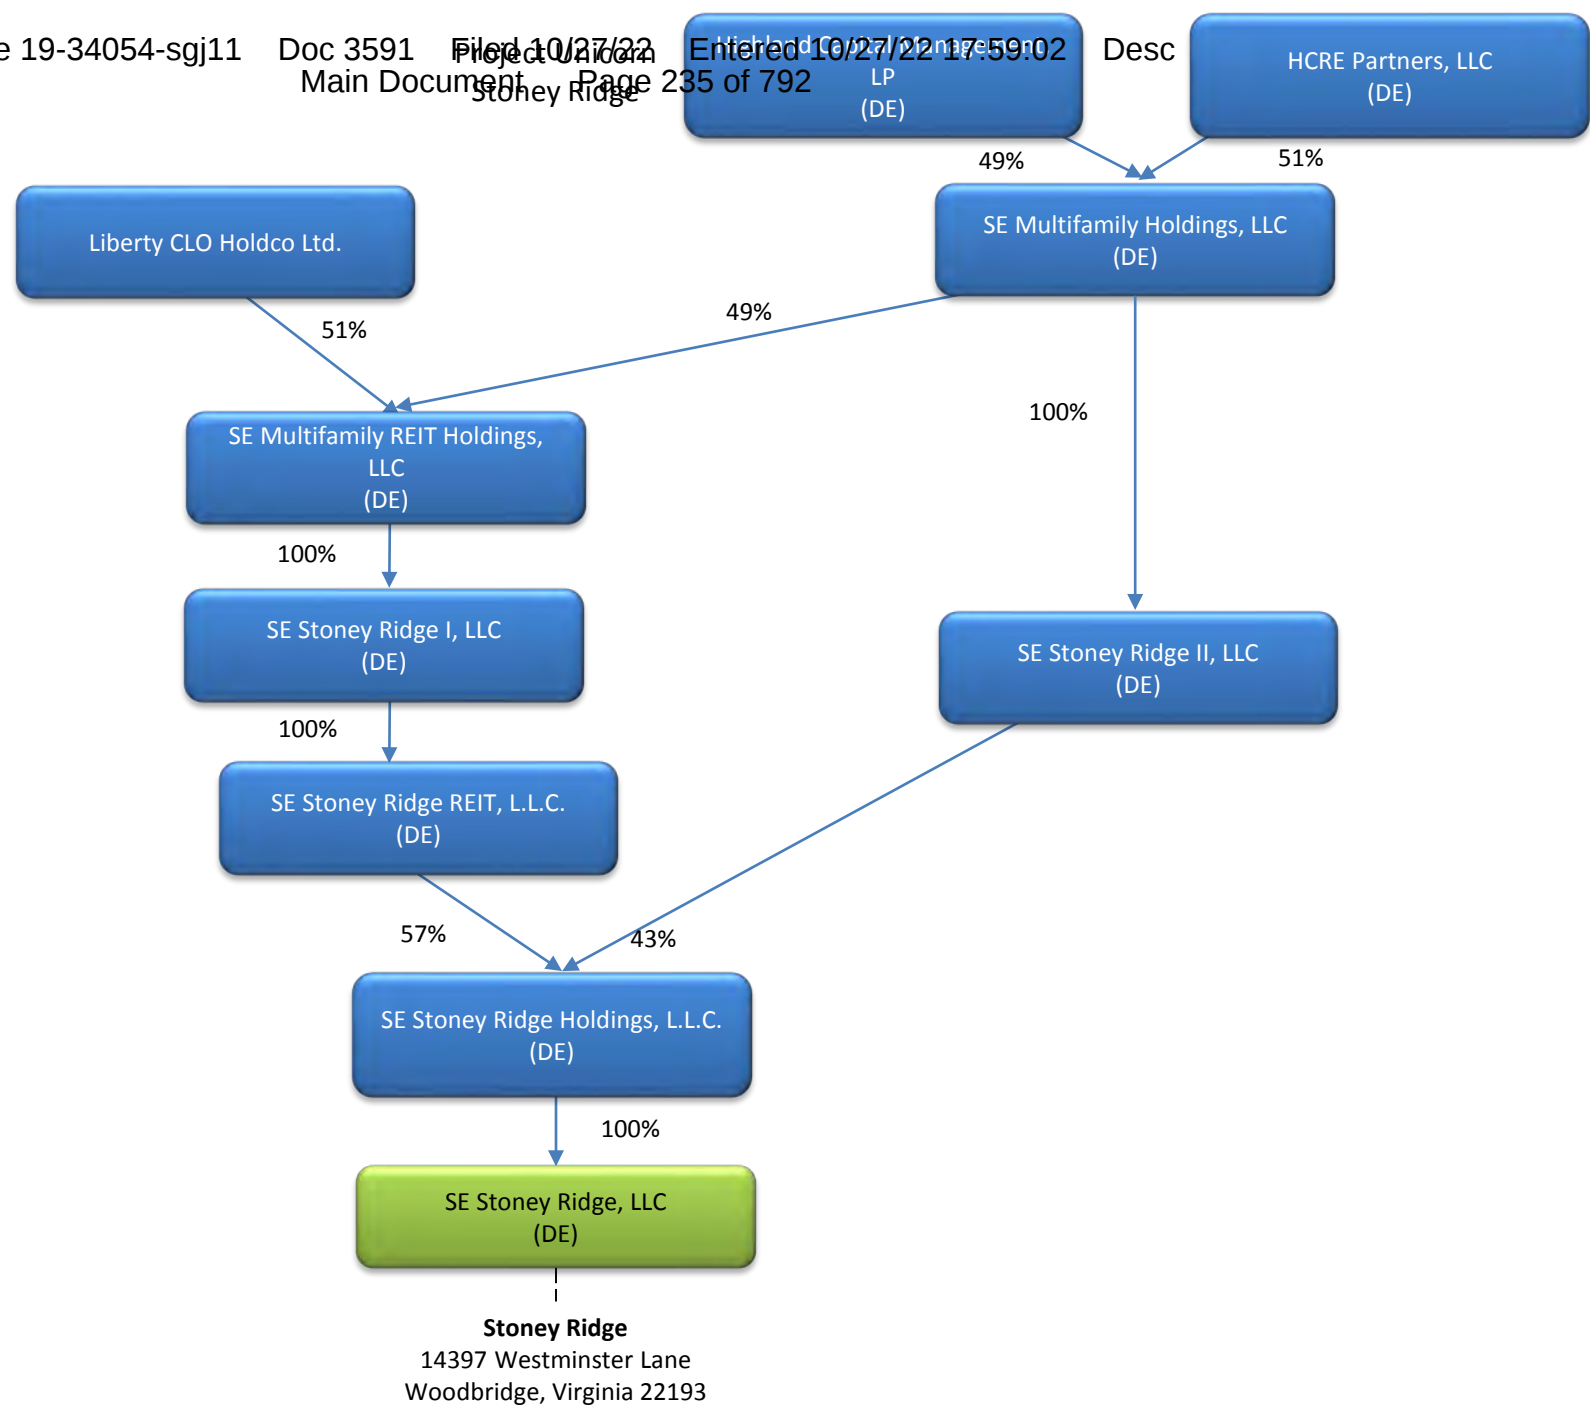 e 19-34054-sgj11 Doc 3591 Filed 10/27/22 Entered 10/27/22 17:59:02 Desc
Main Document Page 235 of 792
Project Unicorn
Stoney Ridge
Highland Capital Management,
LP
(DE)
HCRE Partners, LLC
(DE)
49%
51%
Liberty CLO Holdco Ltd.
SE Multifamily Holdings, LLC
(DE)
51%
49%
100%
SE Multifamily REIT Holdings,
LLC
(DE)
100%
SE Stoney Ridge I, LLC
(DE)
SE Stoney Ridge II, LLC
(DE)
100%
SE Stoney Ridge REIT, L.L.C.
(DE)
57%
43%
SE Stoney Ridge Holdings, L.L.C.
(DE)
100%
SE Stoney Ridge, LLC
(DE)
Stoney Ridge
14397 Westminster Lane
Woodbridge, Virginia 22193